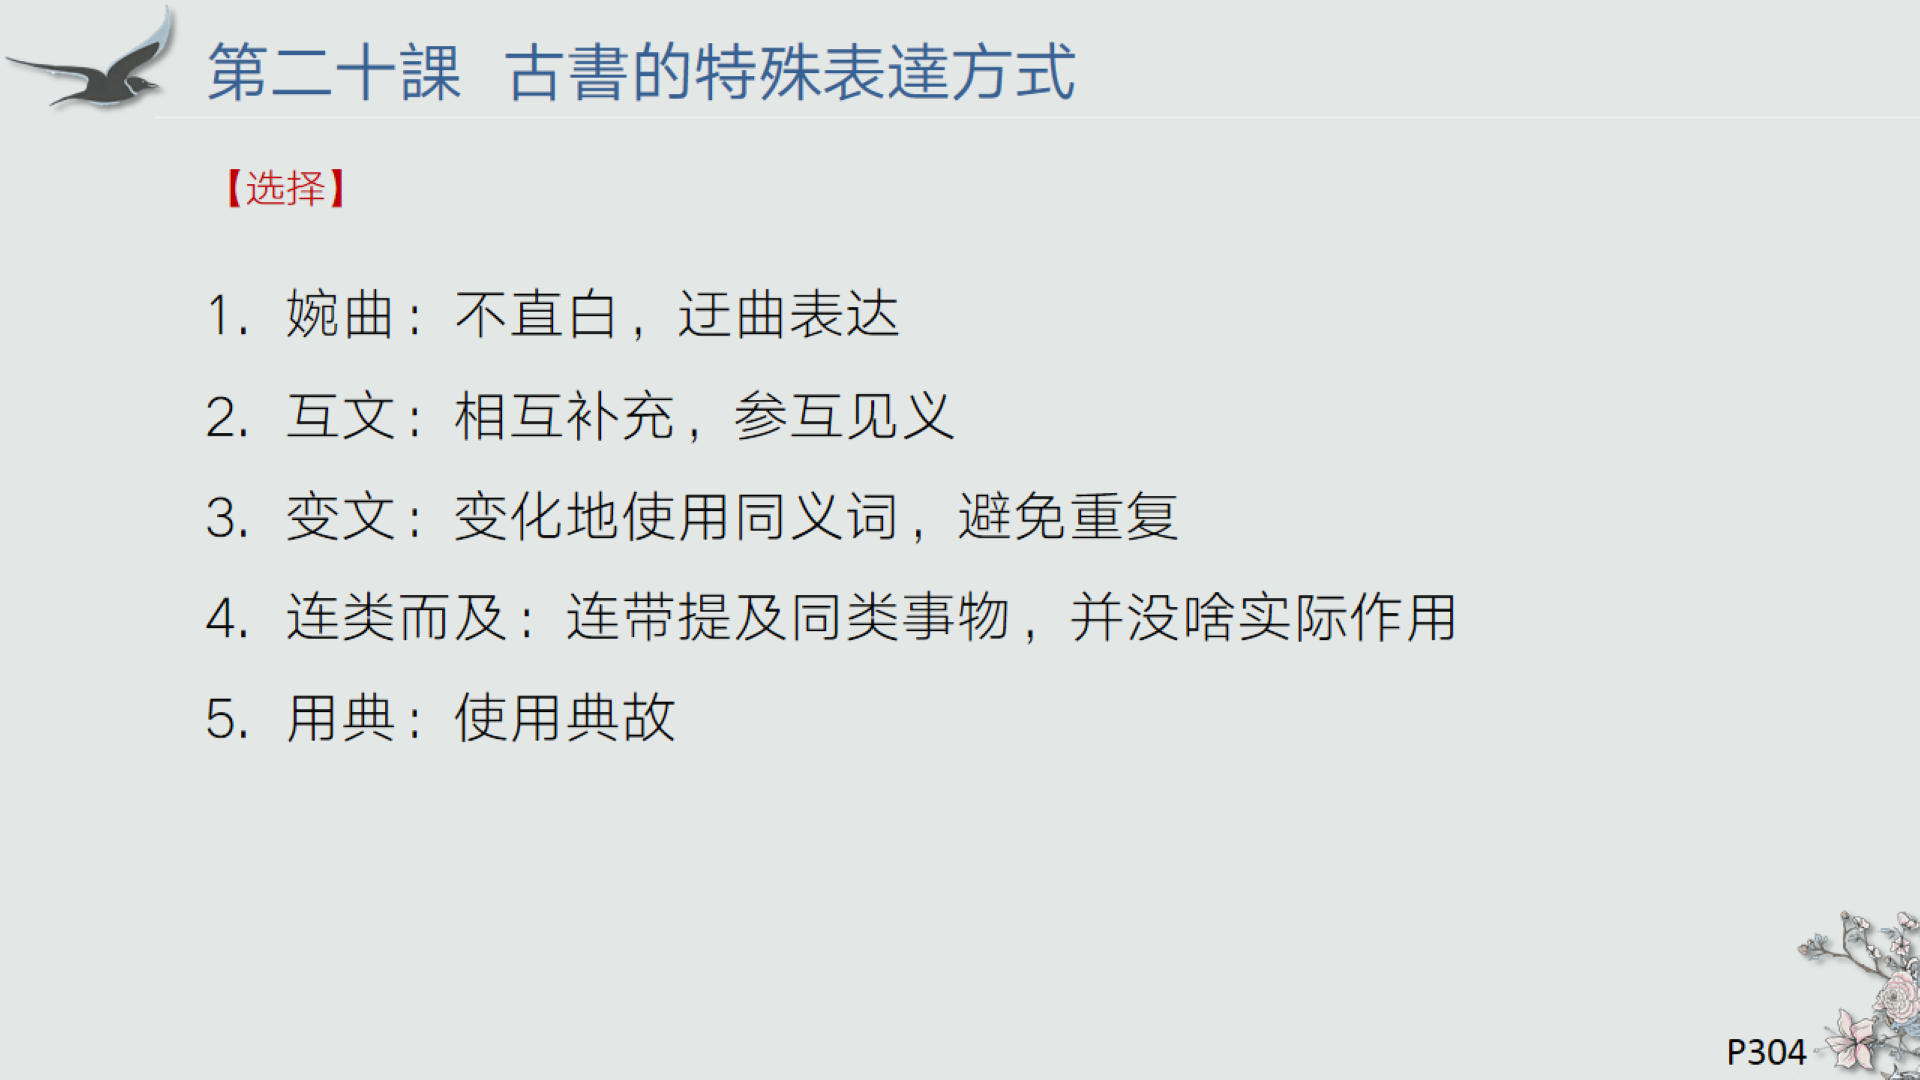 第二十課 古書的特殊表達方式
【选择】
1. 婉曲：不直白，迂曲表达
2. 互文：相互补充，参互见义
3. 变文：变化地使用同义词，避免重复
4. 连类而及：连带提及同类事物，并没啥实际作用
5. 用典：使用典故
P304